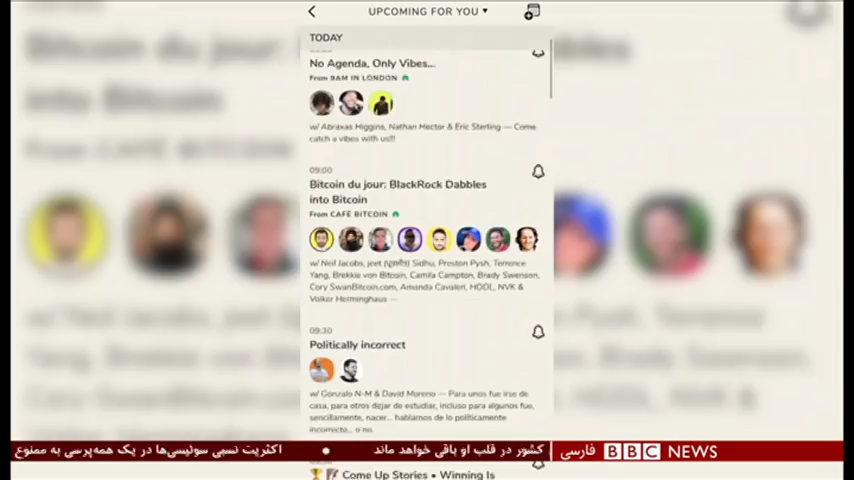 UPCOMING FOR YOU
TODAY
No Agenda, Only Vibes...
From 9AM IN LONDON
w/ Abraxas Higgins, Nathan Hector & Eric Sterling — Come
catch a vibes with us!!!
09:00
Bitcoin du jour: BlackRock Dabbles
into Bitcoin
From CAFÉ BITCOIN
w/ Neil Jacobs, jeet Sidhu, Preston Pysh, Terrence
Yang, Brekkie von Bitcoin, Camila Campton, Brady Swenson,
Cory SwanBitcoin.com, Amanda Cavaleri, HODL, NVK &
Volker Herminghaus —
09:30
Politically incorrect
w/ Gonzalo N-M & David Moreno — Para unos fue irse de
casa, para otros dejar de estudiar, incluso para algunos fue,
sencillamente, nacer... hablamos de lo políticamente
incorrecto... o no.
کشور در قلب او باقی خواهد ماند • اکثریت نسبی سوئیسی‌ها در یک همه‌پرسی به ممنوع
BBC NEWS فارسی
🏆 📝 Come Up Stories • Winning Is